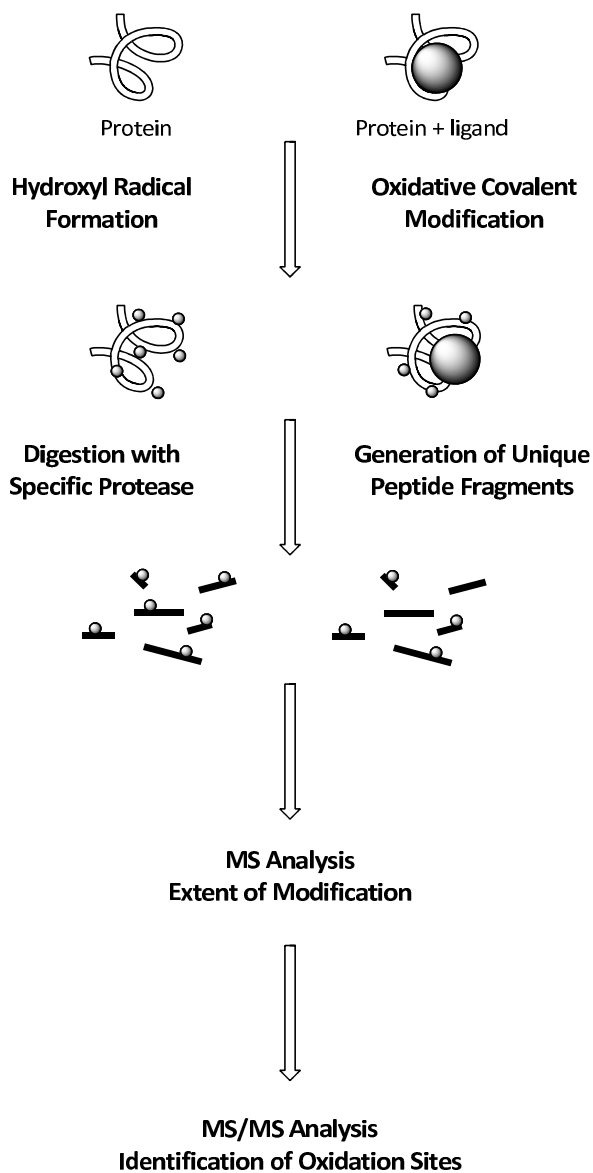 Protein
Protein + ligand
Hydroxyl Radical
Formation
Oxidative Covalent
Modification
Digestion with
Specific Protease
Generation of Unique
Peptide Fragments
MS Analysis
Extent of Modification
MS/MS Analysis
Identification of Oxidation Sites